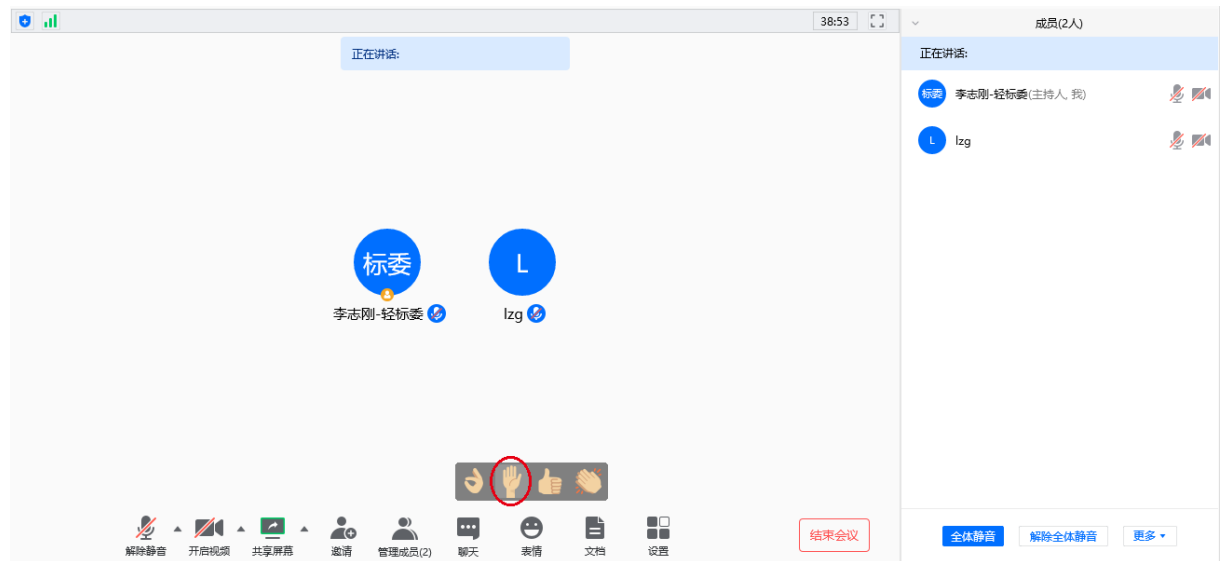 38:53
正在讲话:
标委
李志刚-轻标委
L
lzg
解除静音
开启视频
共享屏幕
邀请
管理成员(2)
聊天
表情
文档
设置
结束会议
成员(2人)
正在讲话:
标委
李志刚-轻标委(主持人, 我)
L
lzg
全体静音
解除全体静音
更多